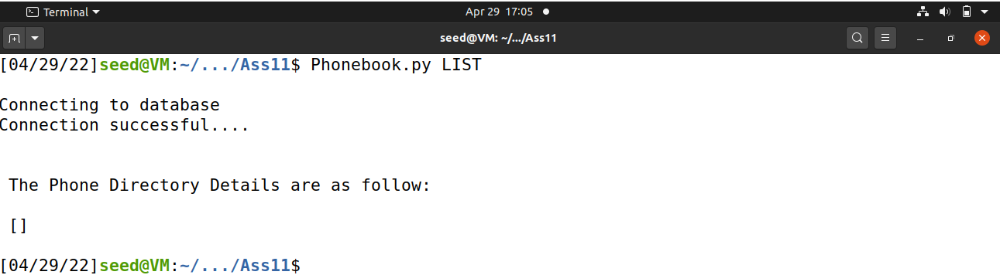 Terminal
Apr 29 17:05
seed@VM: ~/.../Ass11
[04/29/22]seed@VM:~/.../Ass11$ Phonebook.py LIST
Connecting to database
Connection successful....
The Phone Directory Details are as follow:
[]
[04/29/22]seed@VM:~/.../Ass11$